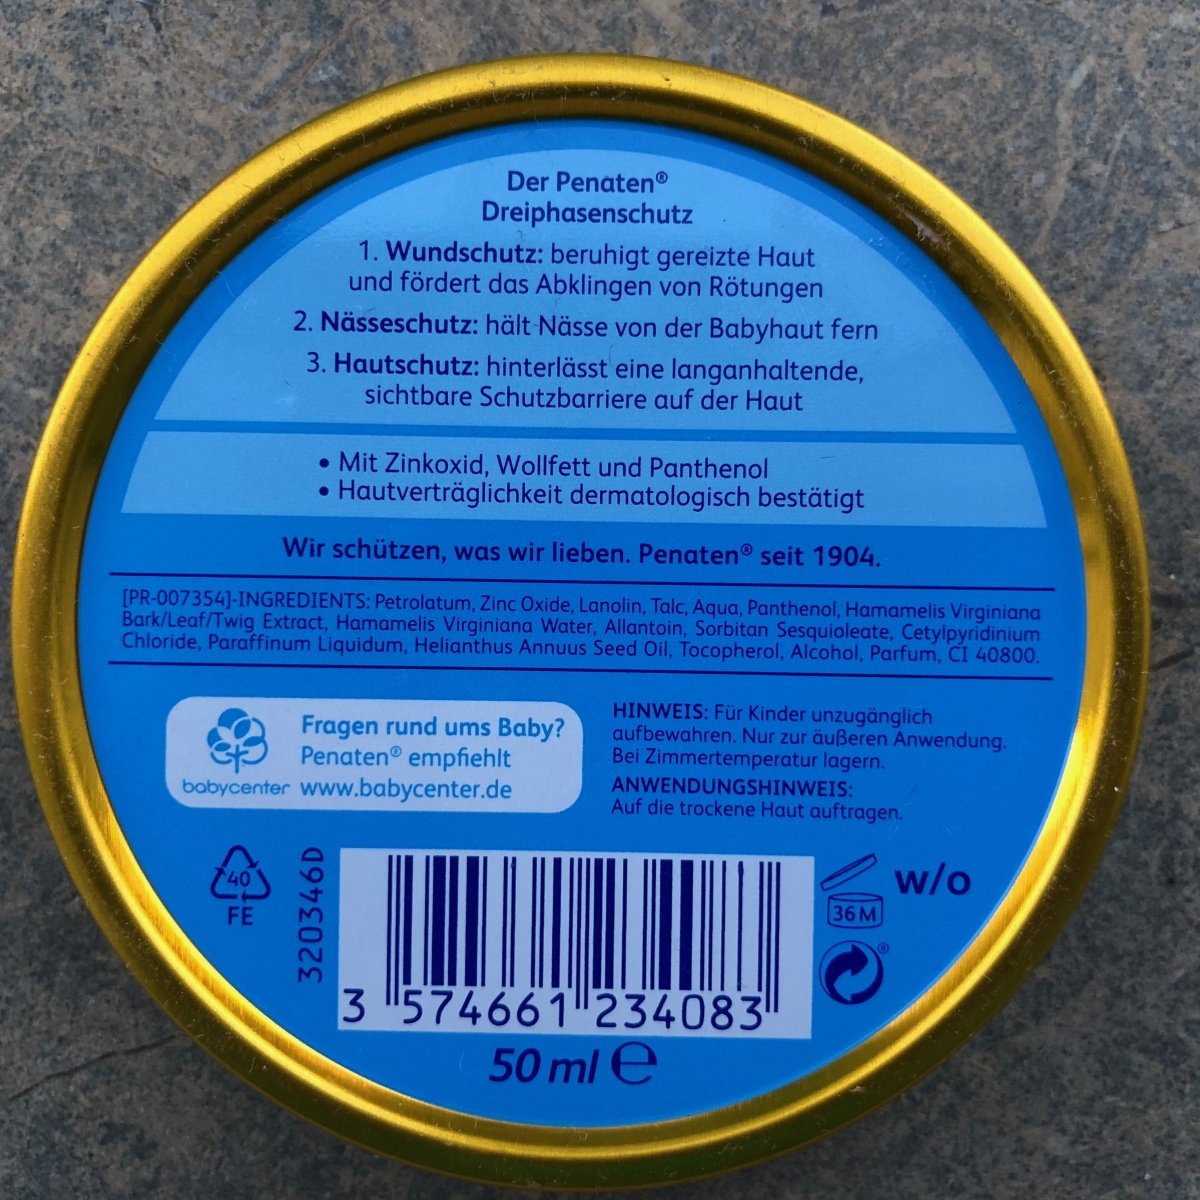 Der Penaten®
Dreiphasenschutz
1. Wundschutz: beruhigt gereizte Haut
und fördert das Abklingen von Rötungen
2. Nässeschutz: hält Nässe von der Babyhaut fern
3. Hautschutz: hinterlässt eine langanhaltende,
sichtbare Schutzbarriere auf der Haut
• Mit Zinkoxid, Wollfett und Panthenol
• Hautverträglichkeit dermatologisch bestätigt
Wir schützen, was wir lieben. Penaten® seit 1904.
[PR-007354]-INGREDIENTS: Petrolatum, Zinc Oxide, Lanolin, Talc, Aqua, Panthenol, Hamamelis Virginiana
Bark/Leaf/Twig Extract, Hamamelis Virginiana Water, Allantoin, Sorbitan Sesquioleate, Cetylpyridinium
Chloride, Paraffinum Liquidum, Helianthus Annuus Seed Oil, Tocopherol, Alcohol, Parfum, CI 40800.
Fragen rund ums Baby?
Penaten® empfiehlt
babycenter www.babycenter.de
HINWEIS: Für Kinder unzugänglich
aufbewahren. Nur zur äußeren Anwendung.
Bei Zimmertemperatur lagern.
ANWENDUNGSHINWEIS:
Auf die trockene Haut auftragen.
40
FE
3203346D
3 574661 234083
36 M
w/o
®
50 ml ℮